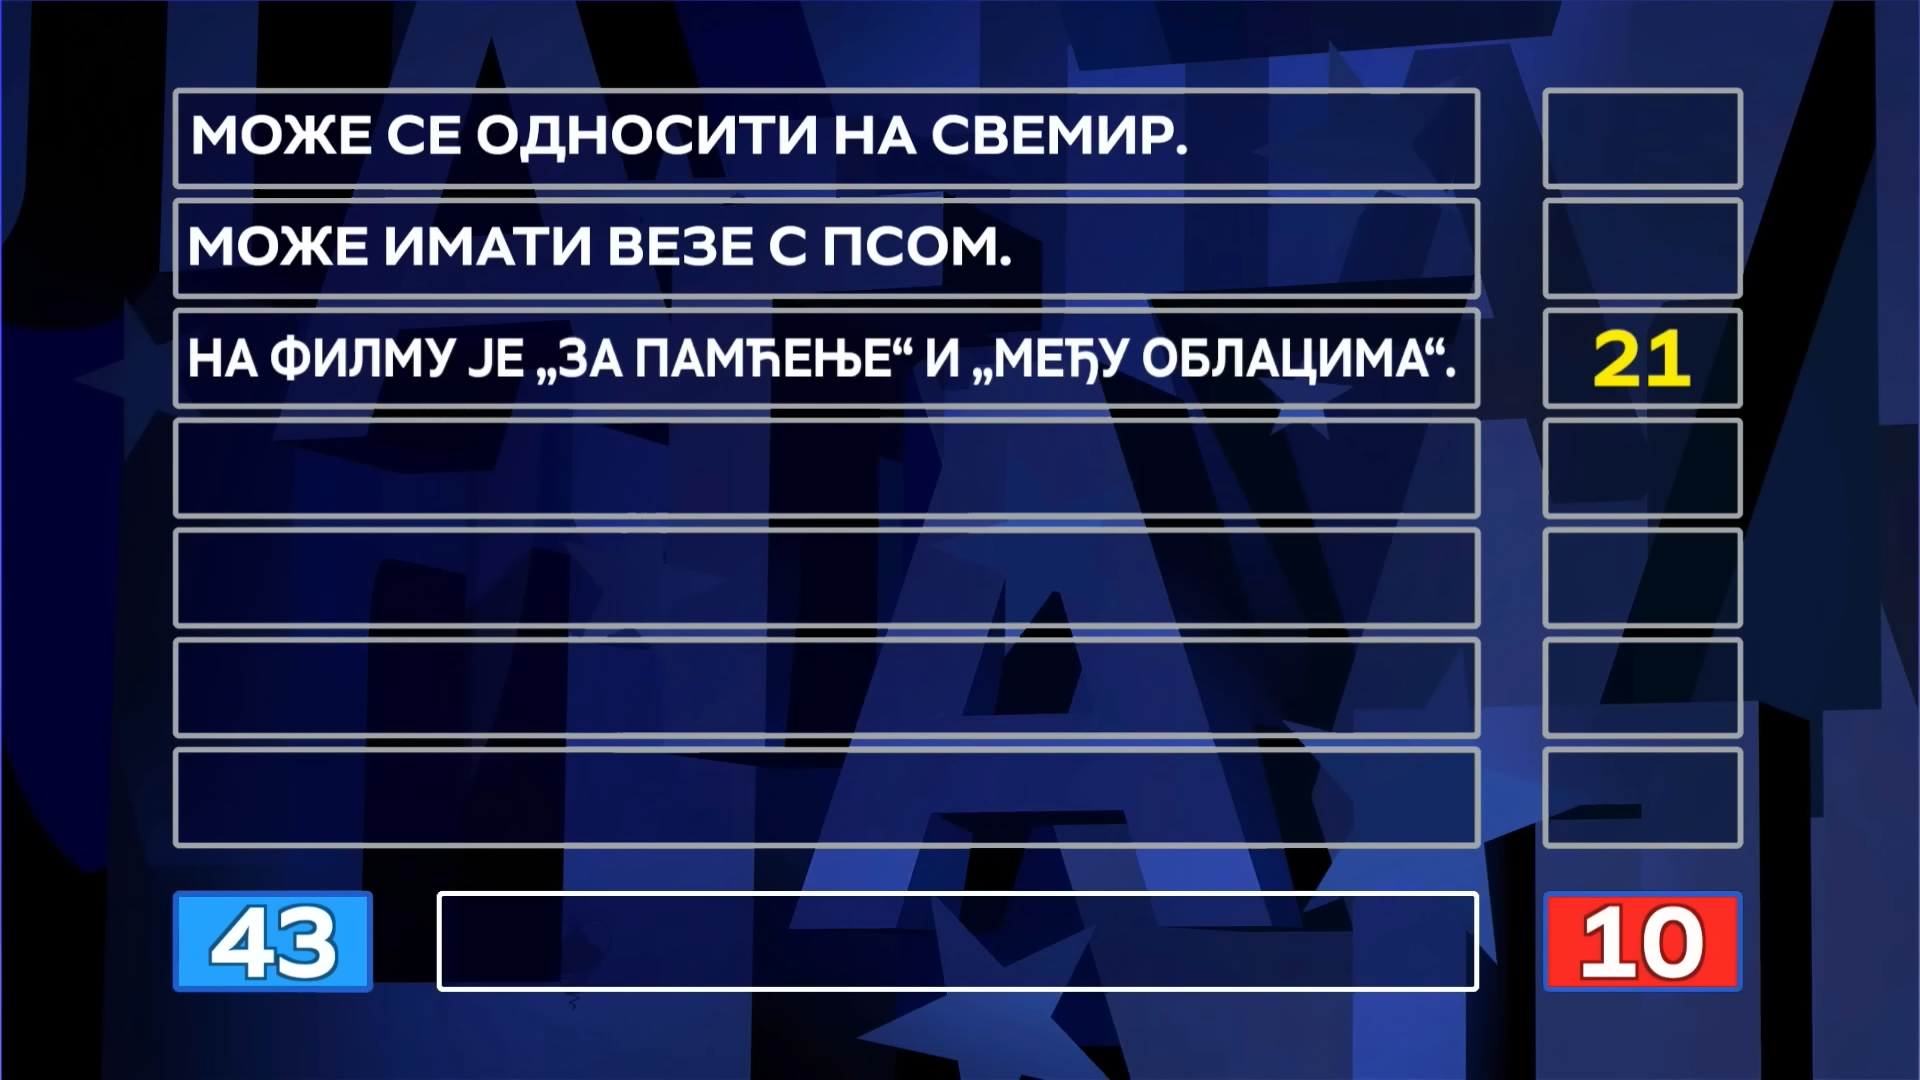 МОЖЕ СЕ ОДНОСИТИ НА СВЕМИР.
МОЖЕ ИМАТИ ВЕЗЕ С ПСОМ.
НА ФИЛМУ ЈЕ „ЗА ПАМЋЕЊЕ“ И „МЕЂУ ОБЛАЦИМА“. 21
43 10